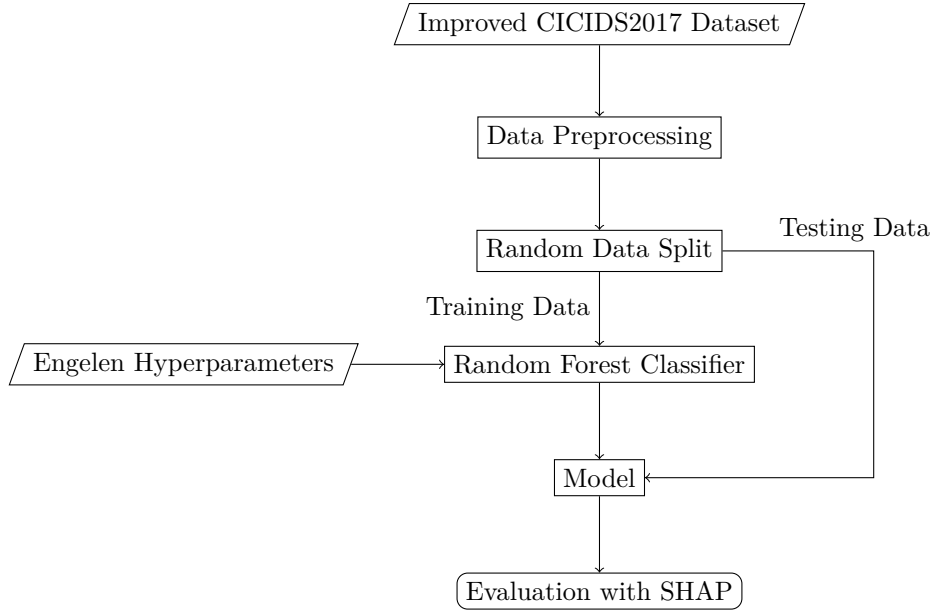 Improved CICIDS2017 Dataset
Data Preprocessing
Testing Data
Random Data Split
Training Data
Engelen Hyperparameters
Random Forest Classifier
Model
Evaluation with SHAP